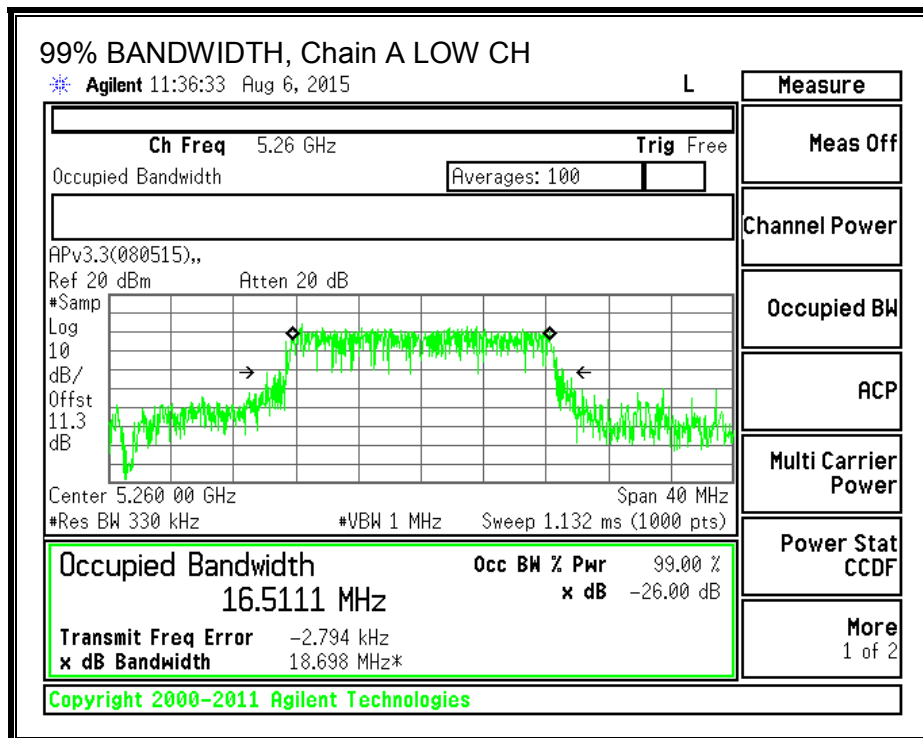 99% BANDWIDTH, Chain A LOW CH
Agilent 11:36:33 Aug 6, 2015 L
Ch Freq 5.26 GHz Trig Free
Occupied Bandwidth Averages: 100
APv3.3(080515),,
Ref 20 dBm Atten 20 dB
#Samp
Log
10
dB/
Offst
11.3
dB
Center 5.260 00 GHz Span 40 MHz
#Res BW 330 kHz #VBW 1 MHz Sweep 1.132 ms (1000 pts)
Occupied Bandwidth
16.5111 MHz
Occ BW % Pwr 99.00 %
x dB -26.00 dB
Transmit Freq Error -2.794 kHz
x dB Bandwidth 18.698 MHz*
Copyright 2000-2011 Agilent Technologies
Measure
Meas Off
Channel Power
Occupied BW
ACP
Multi Carrier
Power
Power Stat
CCDF
More
1 of 2